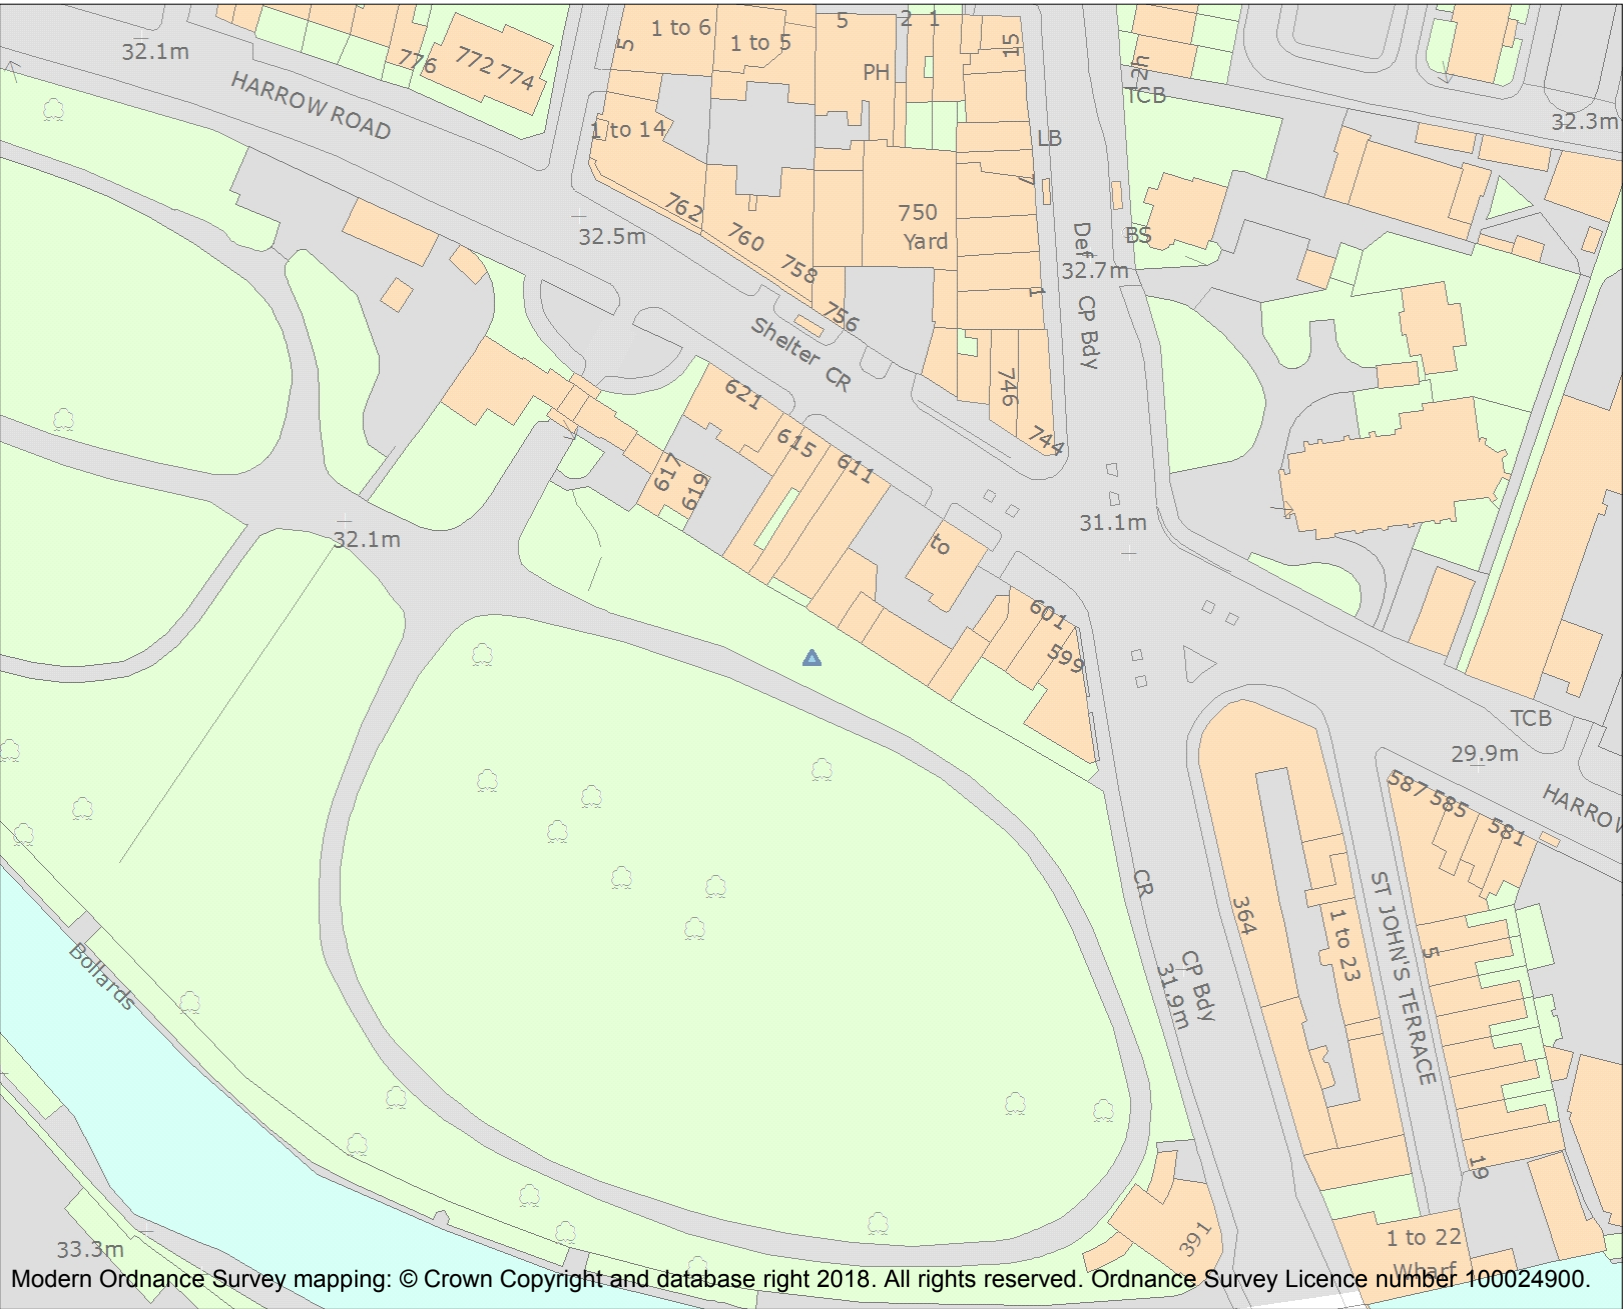 1 to 6
1 to 5
5
2 1
15
5
32.1m
776
772 774
PH
2h
TCB
HARROW ROAD
1 to 14
LB
32.3m
7
762
750
Yard
32.5m
760
BS
Def
32.7m
758
1
756
Shelter CR
CP Bdy
621
746
615
744
611
617
619
32.1m
31.1m
to
601
599
TCB
29.9m
587 585
581
HARROW
CR
364
1 to 23
ST JOHN'S TERRACE
5
Bollards
CP Bdy
31.9m
19
391
33.3m
1 to 22
Wharf
Modern Ordnance Survey mapping: © Crown Copyright and database right 2018. All rights reserved. Ordnance Survey Licence number 100024900.